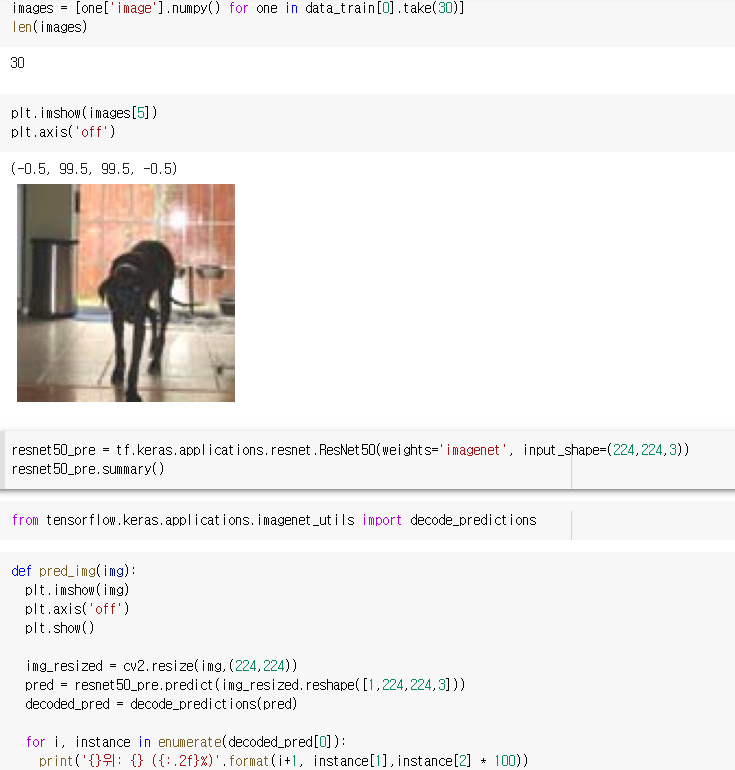 images = [one['image'].numpy() for one in data_train[0].take(30)]
len(images)
30
plt.imshow(images[5])
plt.axis('off')
(-0.5, 99.5, 99.5, -0.5)
resnet50_pre = tf.keras.applications.resnet.ResNet50(weights='imagenet', input_shape=(224,224,3))
resnet50_pre.summary()
from tensorflow.keras.applications.imagenet_utils import decode_predictions
def pred_img(img):
  plt.imshow(img)
  plt.axis('off')
  plt.show()
  img_resized = cv2.resize(img,(224,224))
  pred = resnet50_pre.predict(img_resized.reshape([1,224,224,3]))
  decoded_pred = decode_predictions(pred)
  for i, instance in enumerate(decoded_pred[0]):
    print('{}위: {} ({:.2f}%)'.format(i+1, instance[1],instance[2] * 100))